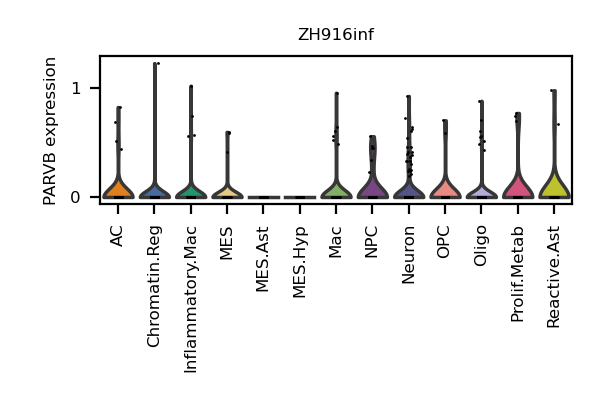 ZH916inf
PARVB expression
1
0
AC
Chromatin.Reg
Inflammatory.Mac
MES
MES.Ast
MES.Hyp
Mac
NPC
Neuron
OPC
Oligo
Prolif.Metab
Reactive.Ast